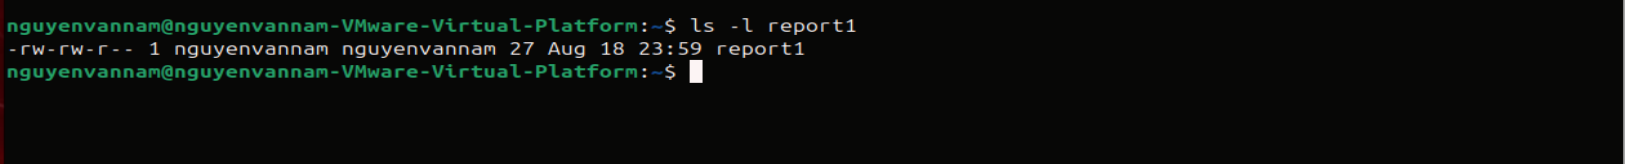 nguyenvannam@nguyenvannam-VMware-Virtual-Platform:~$ ls -l report1
-rw-rw-r-- 1 nguyenvannam nguyenvannam 27 Aug 18 23:59 report1
nguyenvannam@nguyenvannam-VMware-Virtual-Platform:~$